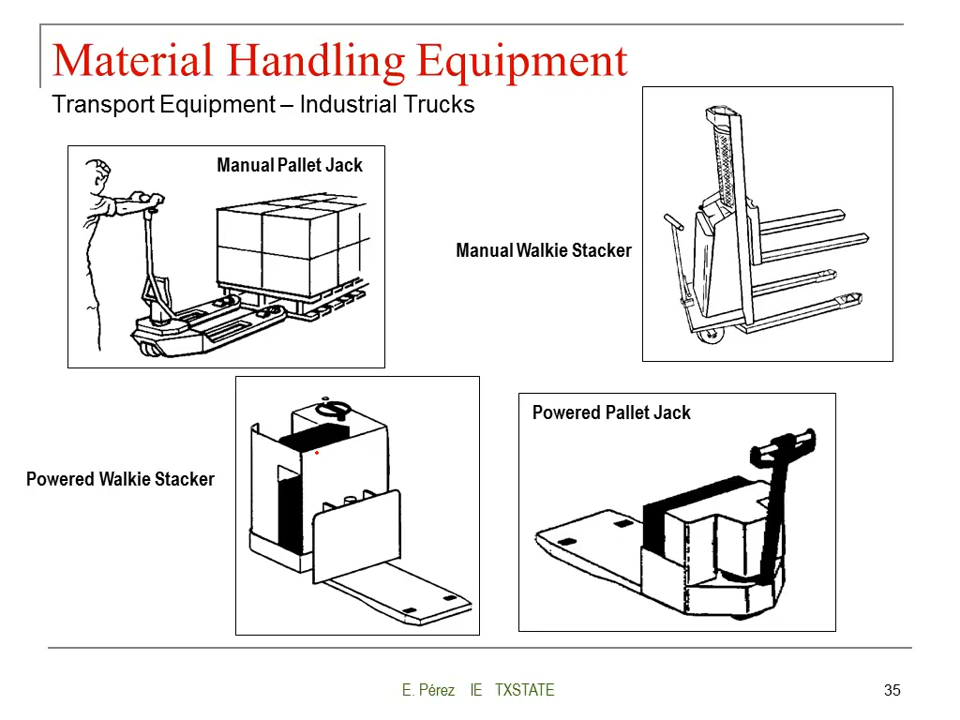 Material Handling Equipment
Transport Equipment – Industrial Trucks
Manual Pallet Jack
Manual Walkie Stacker
Powered Pallet Jack
Powered Walkie Stacker
E. Pérez IE TXSTATE
35